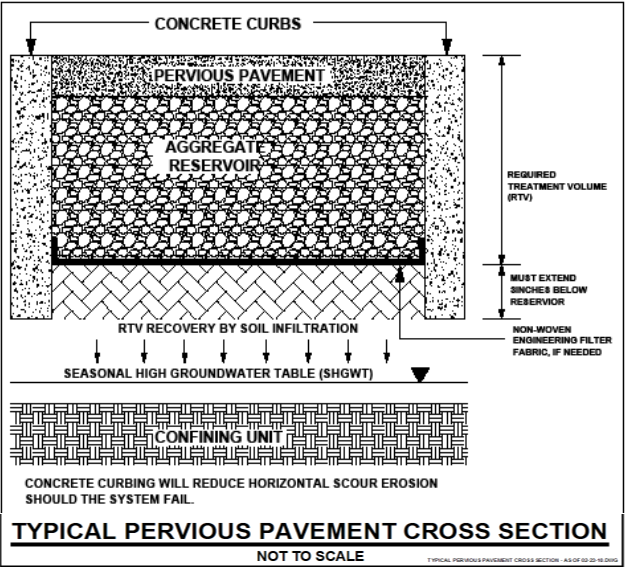 CONCRETE CURBS
PERVIOUS PAVEMENT
AGGREGATE
RESERVOIR
REQUIRED
TREATMENT VOLUME
(RTV)
MUST EXTEND
SINCHES BELOW
RESERVIOR
RTV RECOVERY BY SOIL INFILTRATION
NON-WOVEN
ENGINEERING FILTER
FABRIC, IF NEEDED
SEASONAL HIGH GROUNDWATER TABLE (SHGWT)
CONFINING UNIT
CONCRETE CURBING WILL REDUCE HORIZONTAL SCOUR EROSION
SHOULD THE SYSTEM FAIL.
TYPICAL PERVIOUS PAVEMENT CROSS SECTION
NOT TO SCALE
TYPICAL PERVIOUS PAVEMENT CROSS SECTION - AS OF 02-23-10.DWG